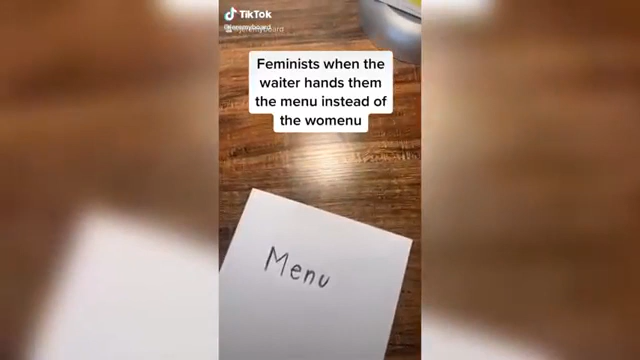 TikTok
Feminists when the
waiter hands them
the menu instead of
the womenu
Menu